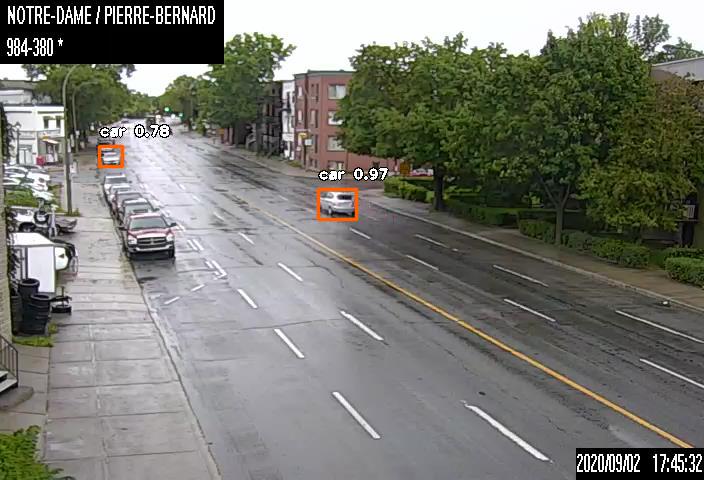 NOTRE-DAME / PIERRE-BERNARD
984-380 *
car 0.78
car 0.97
2020/09/02 17:45:32